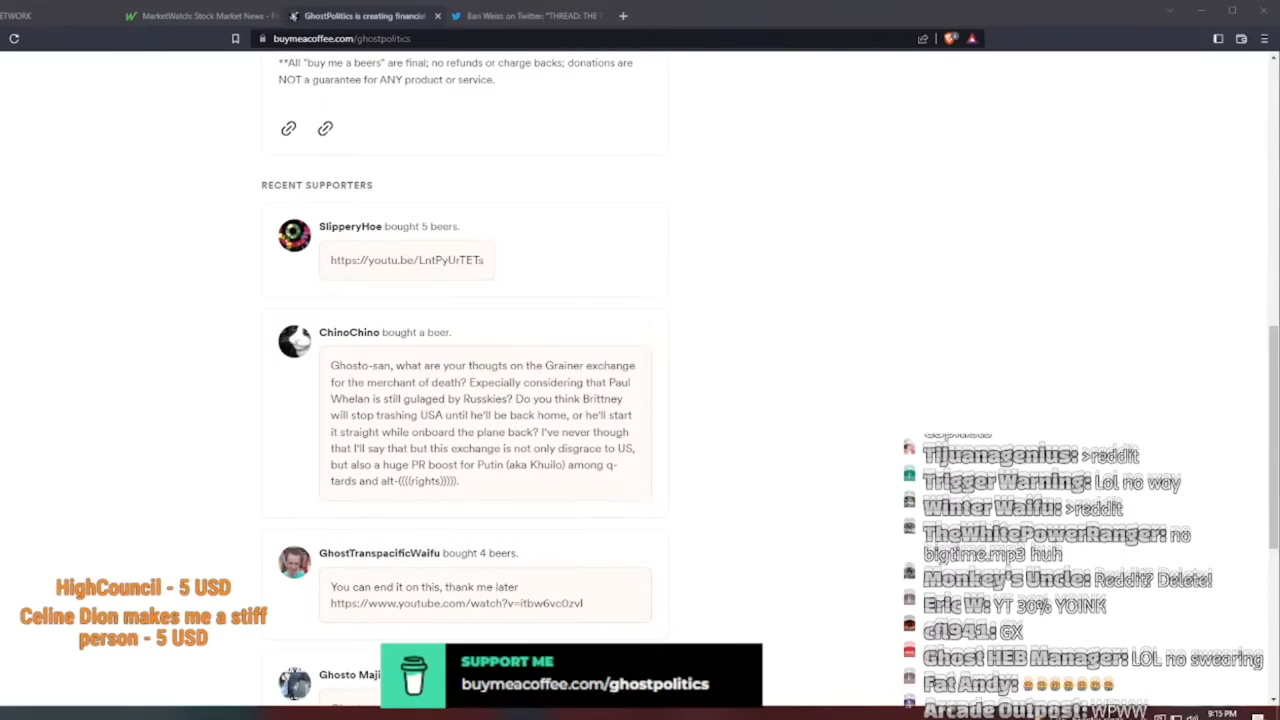 ETWORK
MarketWatch: Stock Market News - Fi
GhostPolitics is creating financial
Bari Weiss on Twitter: "THREAD: THE
buymeacoffee.com/ghostpolitics
**All "buy me a beers" are final; no refunds or charge backs; donations are
NOT a guarantee for ANY product or service.
RECENT SUPPORTERS
SlipperyHoe bought 5 beers.
https://youtu.be/LntPyUrTETs
ChinoChino bought a beer.
Ghosto-san, what are your thougts on the Grainer exchange
for the merchant of death? Expecially considering that Paul
Whelan is still gulaged by Russkies? Do you think Brittney
will stop trashing USA until he'll be back home, or he'll start
it straight while onboard the plane back? I've never though
that I'll say that but this exchange is not only disgrace to US,
but also a huge PR boost for Putin (aka Khuilo) among q-
tards and alt-((((rights))))).
GhostTranspacificWaifu bought 4 beers.
You can end it on this, thank me later
https://www.youtube.com/watch?v=itbw6vc0zvI
Ghosto Maji
SUPPORT ME
buymeacoffee.com/ghostpolitics
HighCouncil - 5 USD
Celine Dion makes me a stiff
person - 5 USD
Tijuanagenius: >reddit
Trigger Warning: Lol no way
Winter Waifu: >reddit
TheWhitePowerRanger: no
bigtime.mp3 huh
Monkey's Uncle: Reddit? Delete!
Eric W: YT 30% YOINK
cfl941: GX
Ghost HEB Manager: LOL no swearing
Fat Andy:
Arcade Outpost: WPWW
9:15 PM